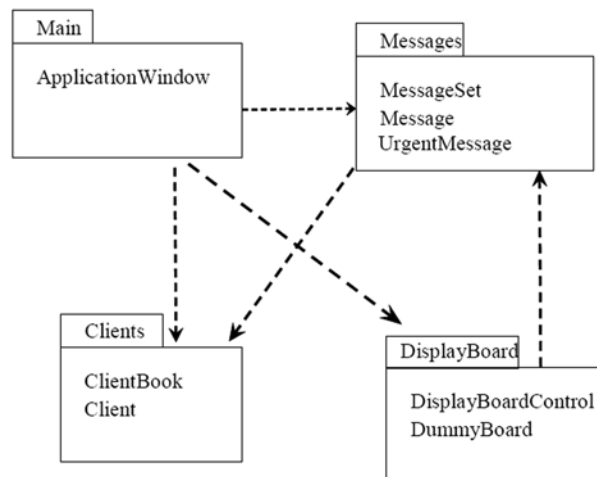 Main
ApplicationWindow
Messages
MessageSet
Message
UrgentMessage
Clients
ClientBook
Client
DisplayBoard
DisplayBoardControl
DummyBoard